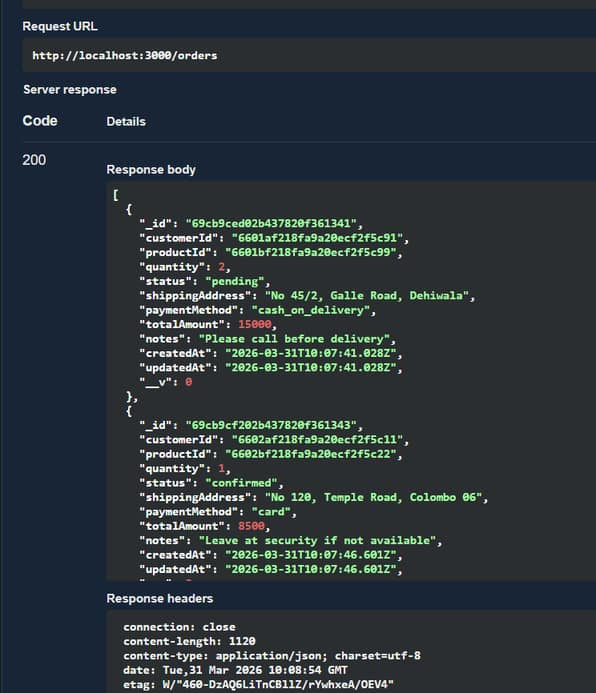 Request URL
http://localhost:3000/orders
Server response
Code Details
200
Response body
[
{
"_id": "69cb9ced02b437820f361341",
"customerId": "6601af218fa9a20ecf2f5c91",
"productId": "6601bf218fa9a20ecf2f5c99",
"quantity": 2,
"status": "pending",
"shippingAddress": "No 45/2, Galle Road, Dehiwala",
"paymentMethod": "cash_on_delivery",
"totalAmount": 15000,
"notes": "Please call before delivery",
"createdAt": "2026-03-31T10:07:41.028Z",
"updatedAt": "2026-03-31T10:07:41.028Z",
"__v": 0
},
{
"_id": "69cb9cf202b437820f361343",
"customerId": "6602af218fa9a20ecf2f5c11",
"productId": "6602bf218fa9a20ecf2f5c22",
"quantity": 1,
"status": "confirmed",
"shippingAddress": "No 120, Temple Road, Colombo 06",
"paymentMethod": "card",
"totalAmount": 8500,
"notes": "Leave at security if not available",
"createdAt": "2026-03-31T10:07:46.601Z",
"updatedAt": "2026-03-31T10:07:46.601Z",
Response headers
connection: close
content-length: 1120
content-type: application/json; charset=utf-8
date: Tue,31 Mar 2026 10:08:54 GMT
etag: W/"460-DzAQ6LiTnCBllZ/rYwhxeA/OEV4"